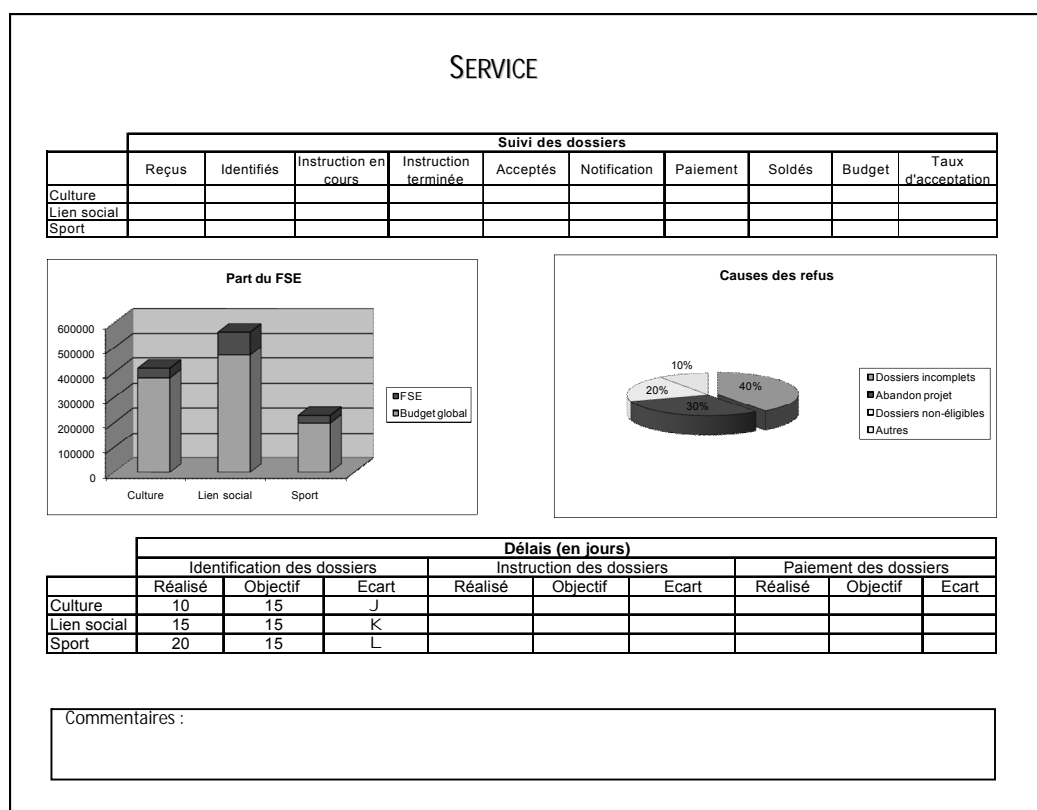 SERVICE
Suivi des dossiers
Reçus Identifiés Instruction en cours Instruction terminée Acceptés Notification Paiement Soldés Budget Taux d'acceptation
Culture
Lien social
Sport
Part du FSE
600000
500000
400000
300000
200000
100000
0
Culture Lien social Sport
FSE
Budget global
Causes des refus
10%
20%
40%
30%
Dossiers incomplets
Abandon projet
Dossiers non-éligibles
Autres
Délais (en jours)
Identification des dossiers Instruction des dossiers Paiement des dossiers
Réalisé Objectif Ecart Réalisé Objectif Ecart Réalisé Objectif Ecart
Culture 10 15 J
Lien social 15 15 K
Sport 20 15 L
Commentaires :